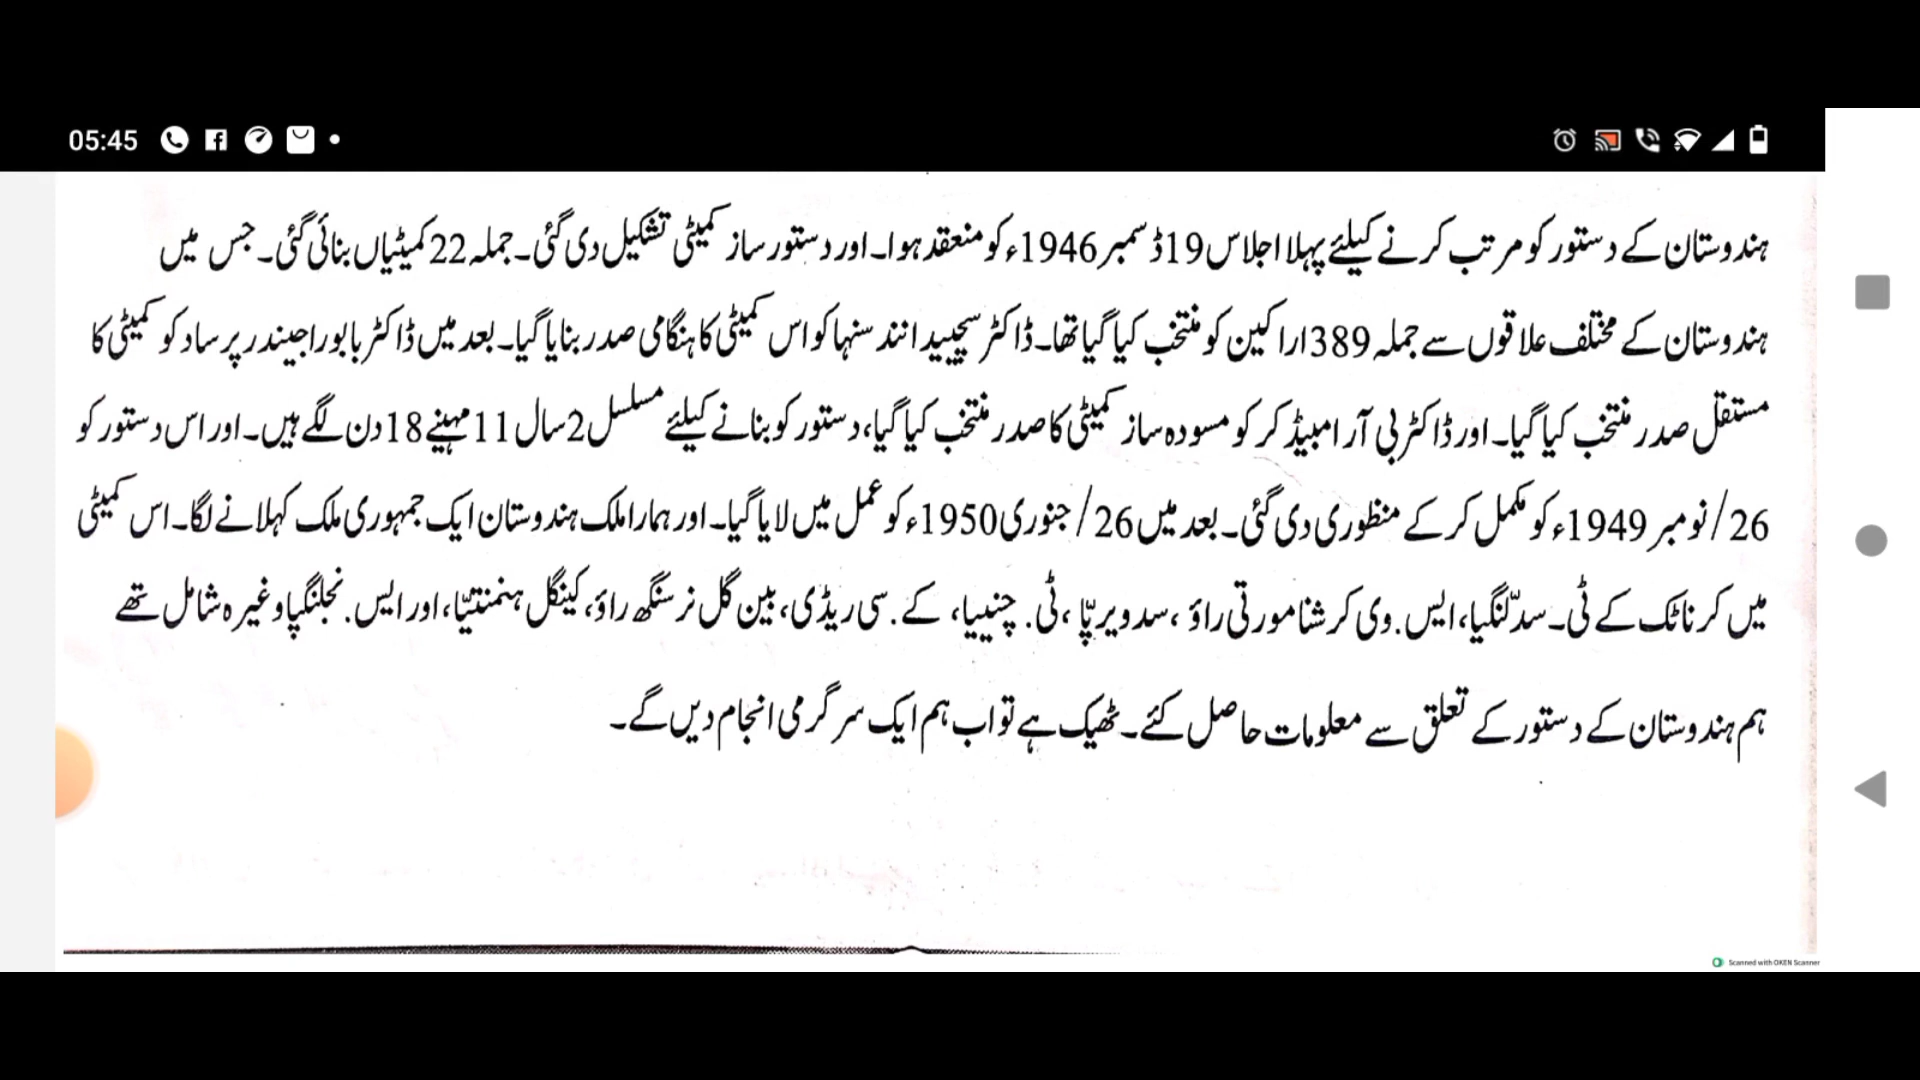 05:45
ہندوستان کے دستور کو مرتب کرنے کیلئے پہلا اجلاس 19ڈسمبر 1946ء کو منعقد ہوا۔ اور دستور ساز کمیٹی تشکیل دی گئی۔ جملہ 22 کمیٹیاں بنائی گئی۔ جس میں
ہندوستان کے مختلف علاقوں سے جملہ 389 اراکین کو منتخب کیا گیا تھا۔ ڈاکٹر سچیدانند سنہا کو اس کمیٹی کا ہنگامی صدر بنایا گیا۔ بعد میں ڈاکٹر بابو راجیندر پرساد کو کمیٹی کا
مستقل صدر منتخب کیا گیا۔ اور ڈاکٹر بی آر امبیڈکر کو مسودہ ساز کمیٹی کا صدر منتخب کیا گیا، دستور کو بنانے کیلئے مسلسل 2 سال 11 مہینے 18 دن لگے ہیں۔ اور اس دستور کو
26/نومبر 1949ء کو مکمل کر کے منظوری دی گئی۔ بعد میں 26/جنوری 1950ء کو عمل میں لایا گیا۔ اور ہمارا ملک ہندوستان ایک جمہوری ملک کہلانے لگا۔ اس کمیٹی
میں کرناٹک کے ٹی۔ سدلّنگیا، ایس. وی کرشنا مورتی راؤ ، سدویرپّا ، ٹی. چنییا، کے. سی ریڈی، بین گل نرسنگھ راؤ، کینگل ہنمنتیّا، اور ایس. نجلنگپا وغیرہ شامل تھے
ہم ہندوستان کے دستور کے تعلق سے معلومات حاصل کئے۔ ٹھیک ہے تو اب ہم ایک سرگرمی انجام دیں گے۔
Scanned with OKEN Scanner